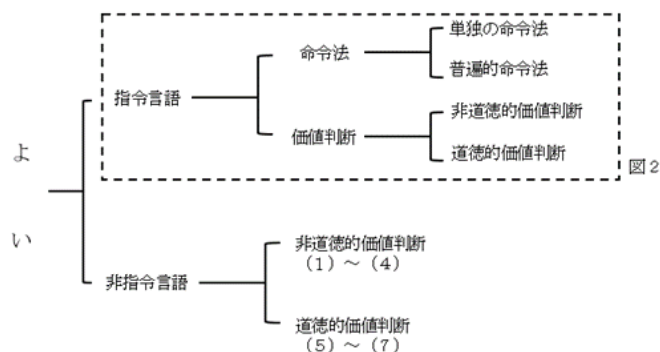 単独の命令法
命令法
普遍的命令法
指令言語
非道徳的価値判断
価値判断
道徳的価値判断
図2
よ
い
非道徳的価値判断
(1)~(4)
非指令言語
道徳的価値判断
(5)~(7)